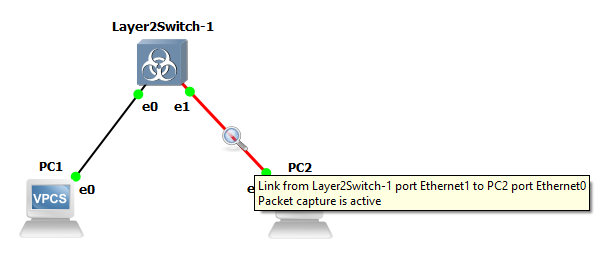 Layer2Switch-1
e0
e1
PC1
PC2
e0
e
VPCS
Link from Layer2Switch-1 port Ethernet1 to PC2 port Ethernet0
Packet capture is active